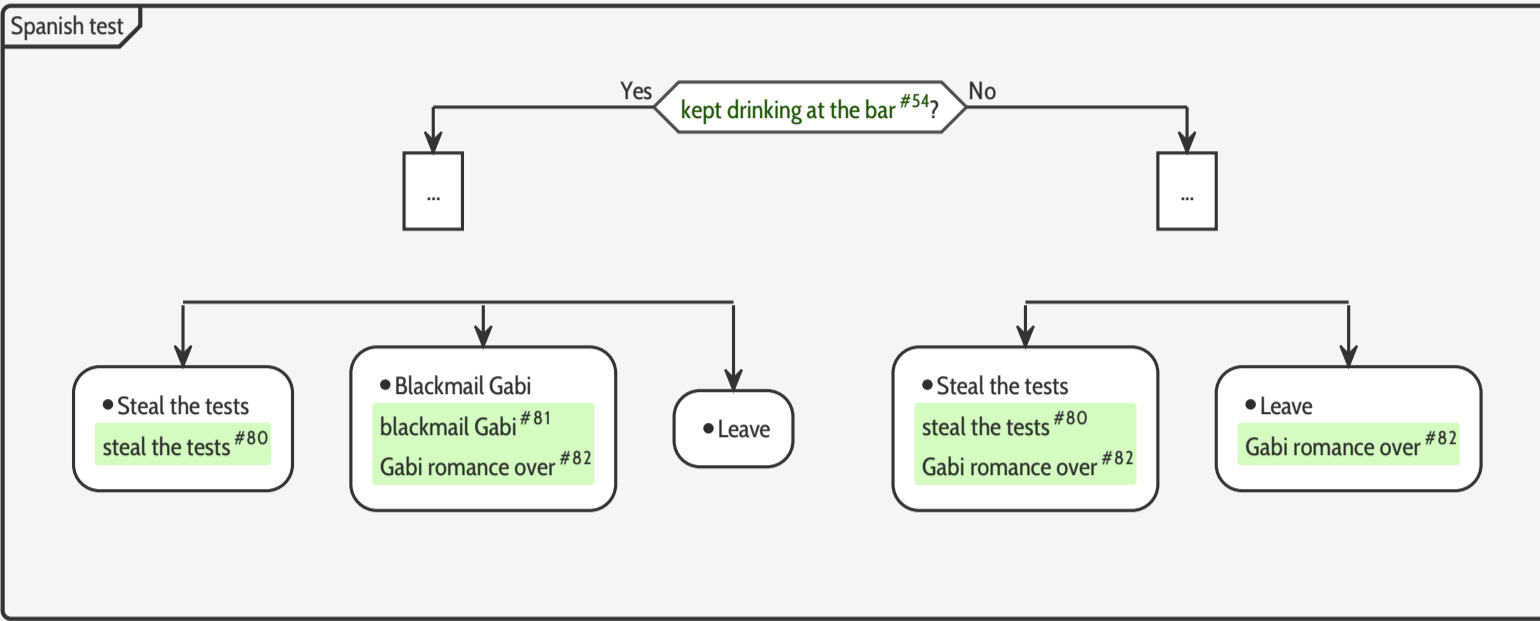 Spanish test
Yes
kept drinking at the bar #54?
No
...
...
• Steal the tests
steal the tests #80
• Blackmail Gabi
blackmail Gabi #81
Gabi romance over #82
• Leave
• Steal the tests
steal the tests #80
Gabi romance over #82
• Leave
Gabi romance over #82